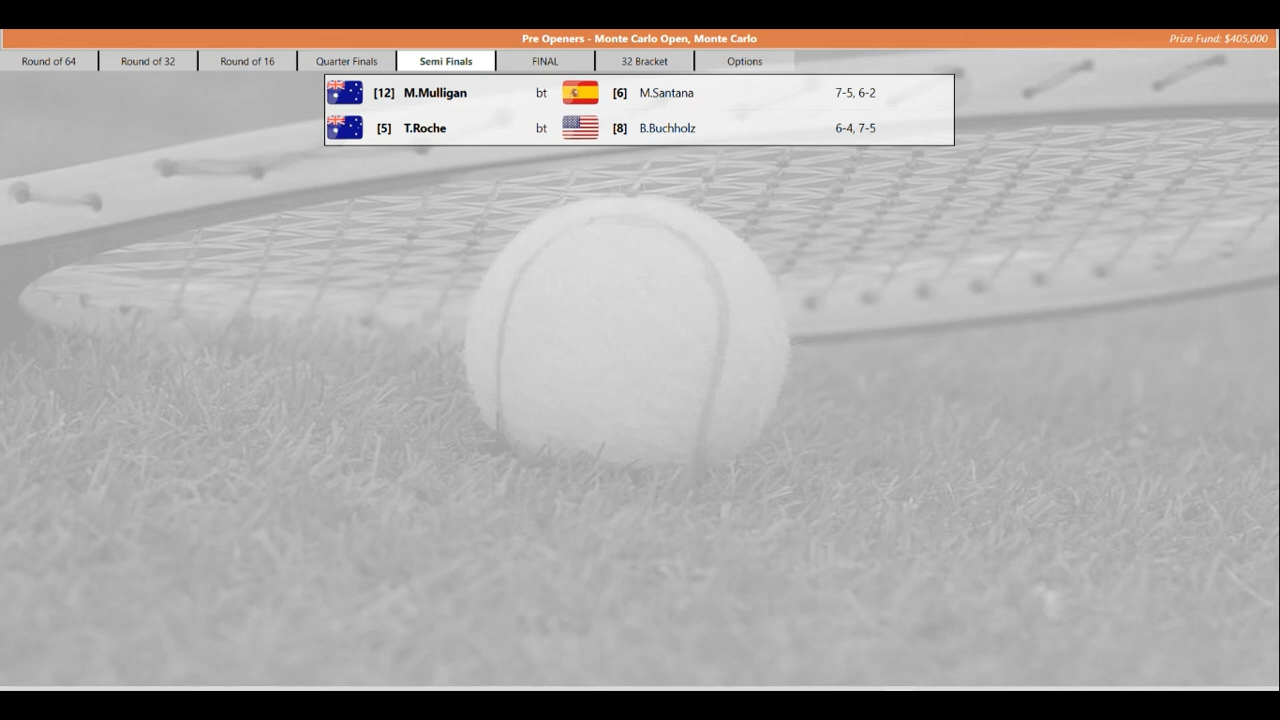 Pre Openers - Monte Carlo Open, Monte Carlo Prize Fund: $405,000
Round of 64 Round of 32 Round of 16 Quarter Finals Semi Finals FINAL 32 Bracket Options
[12] M.Mulligan bt [6] M.Santana 7-5, 6-2
[5] T.Roche bt [8] B.Buchholz 6-4, 7-5